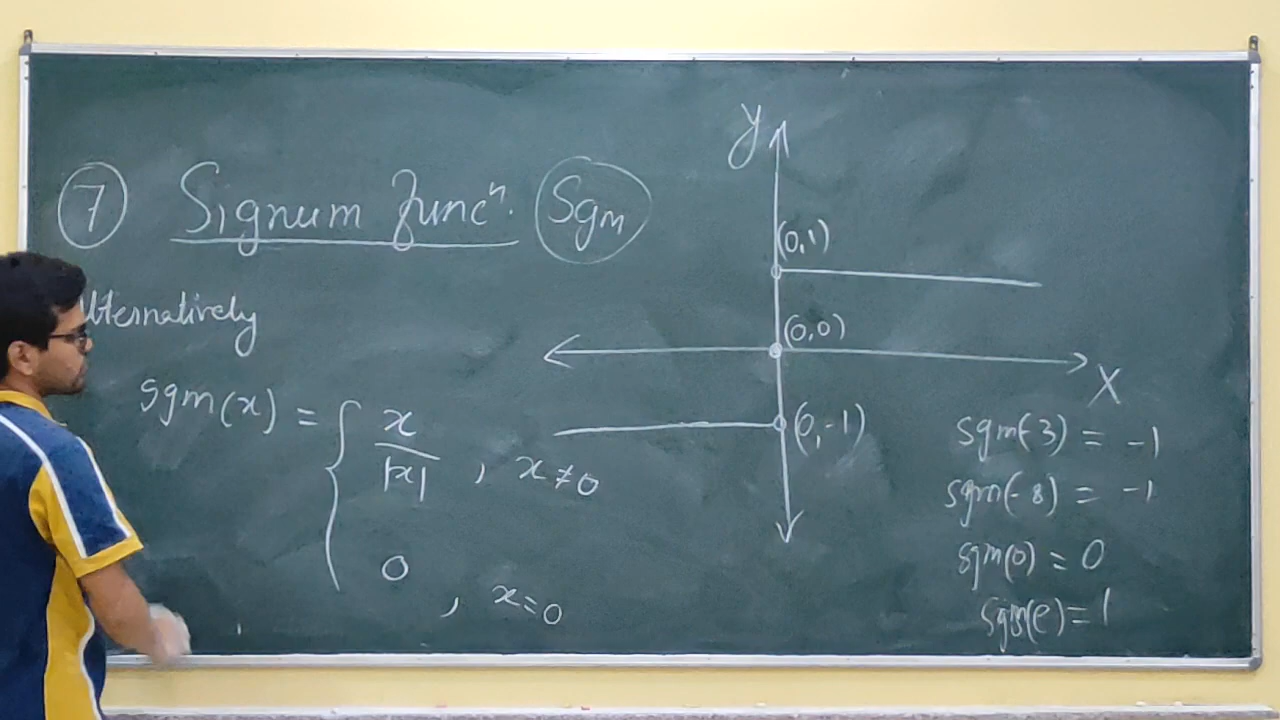 ⑦ Signum funcⁿ. Sgn
Alternatively
sgn(x) = { x/|x| , x≠0
0 , x=0
y
(0,1)
(0,0)
X
(0,-1)
sgn(-3) = -1
sgn(-8) = -1
sgn(0) = 0
sgn(e) = 1